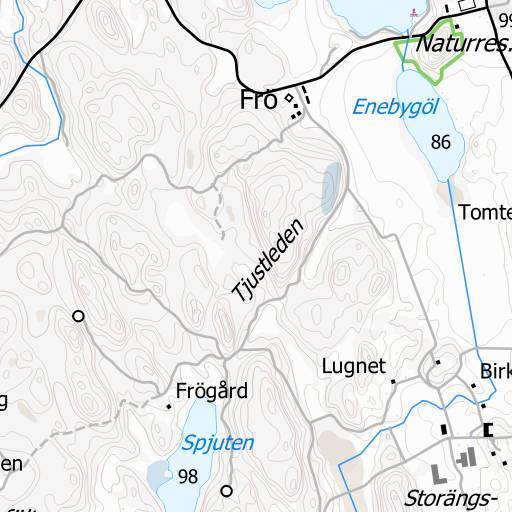 99
Naturres.
Frö
Enebygöl
86
Tomte
Tjustleden
Lugnet
Birk
Frögård
g
Spjuten
en
98
Storängs-